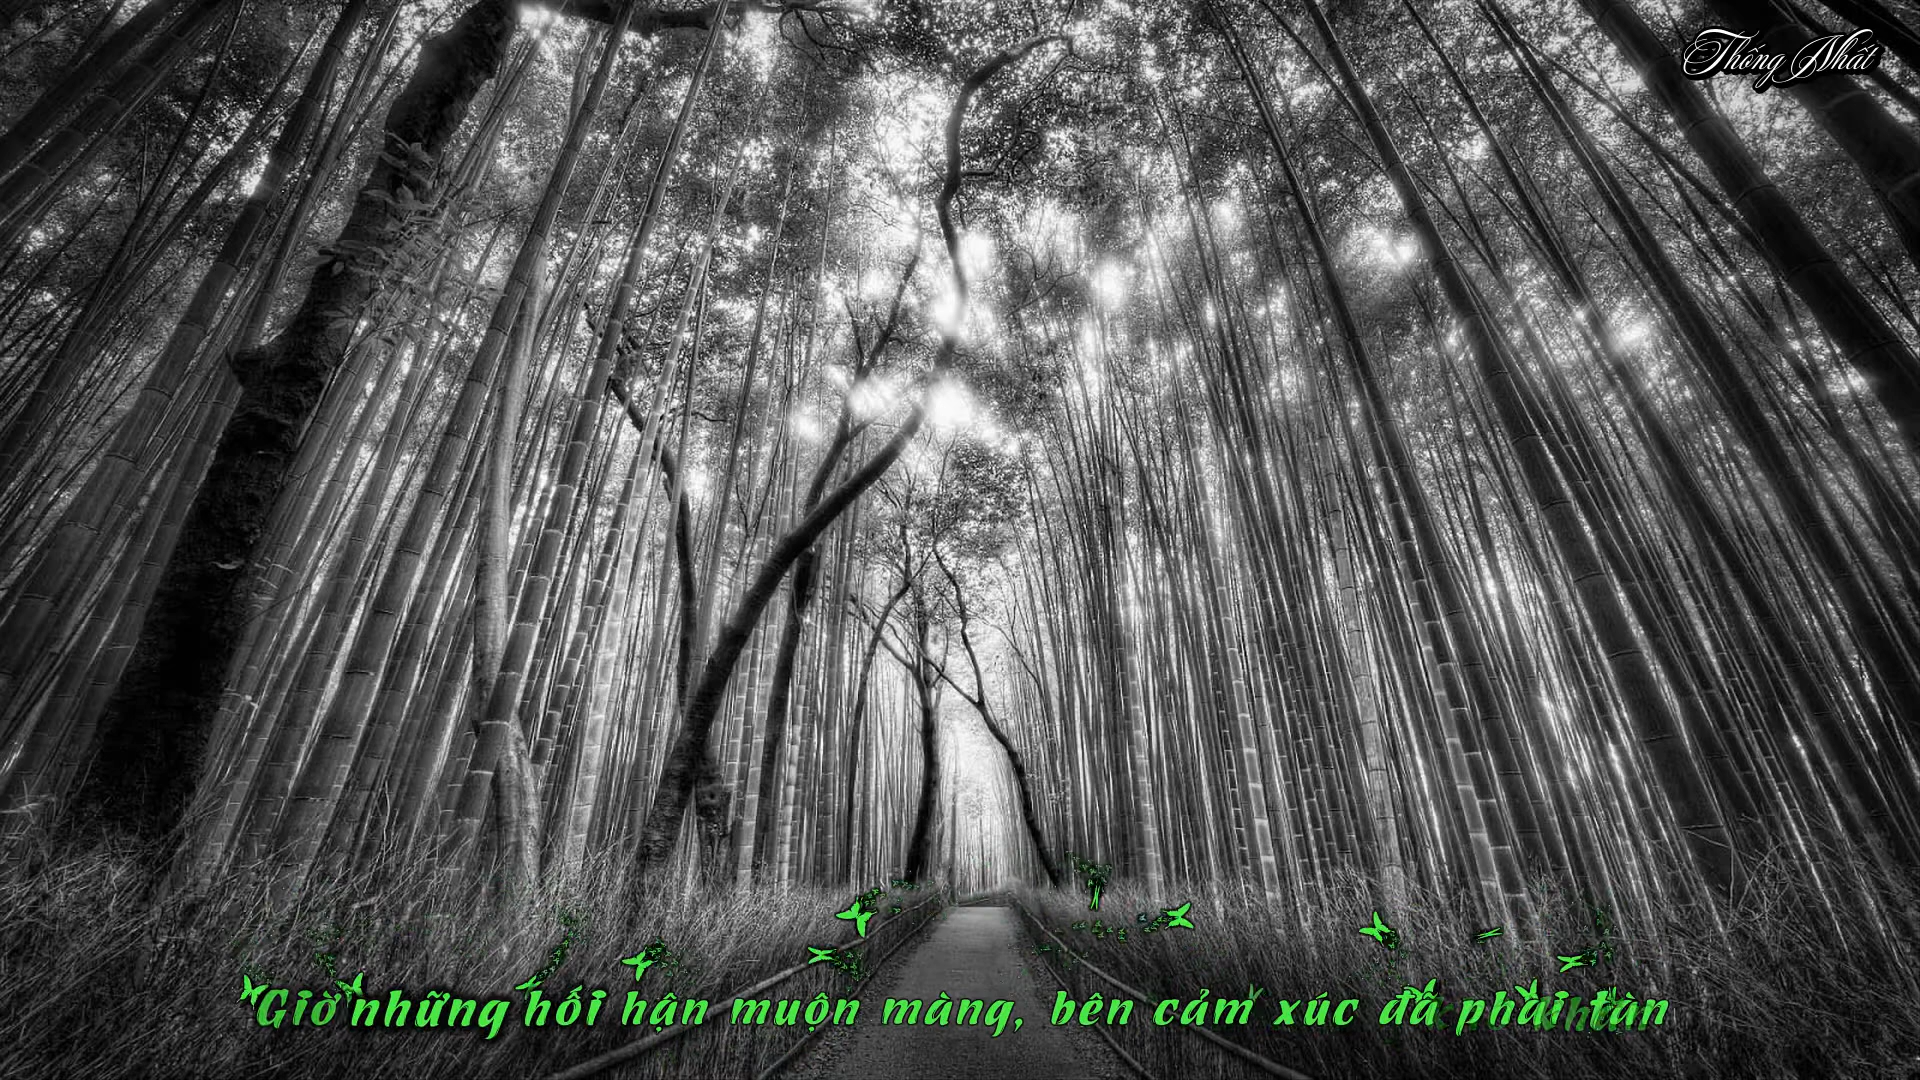 Thống Nhất
Giờ những hối hận muộn màng, bên cảm xúc đã phai tàn